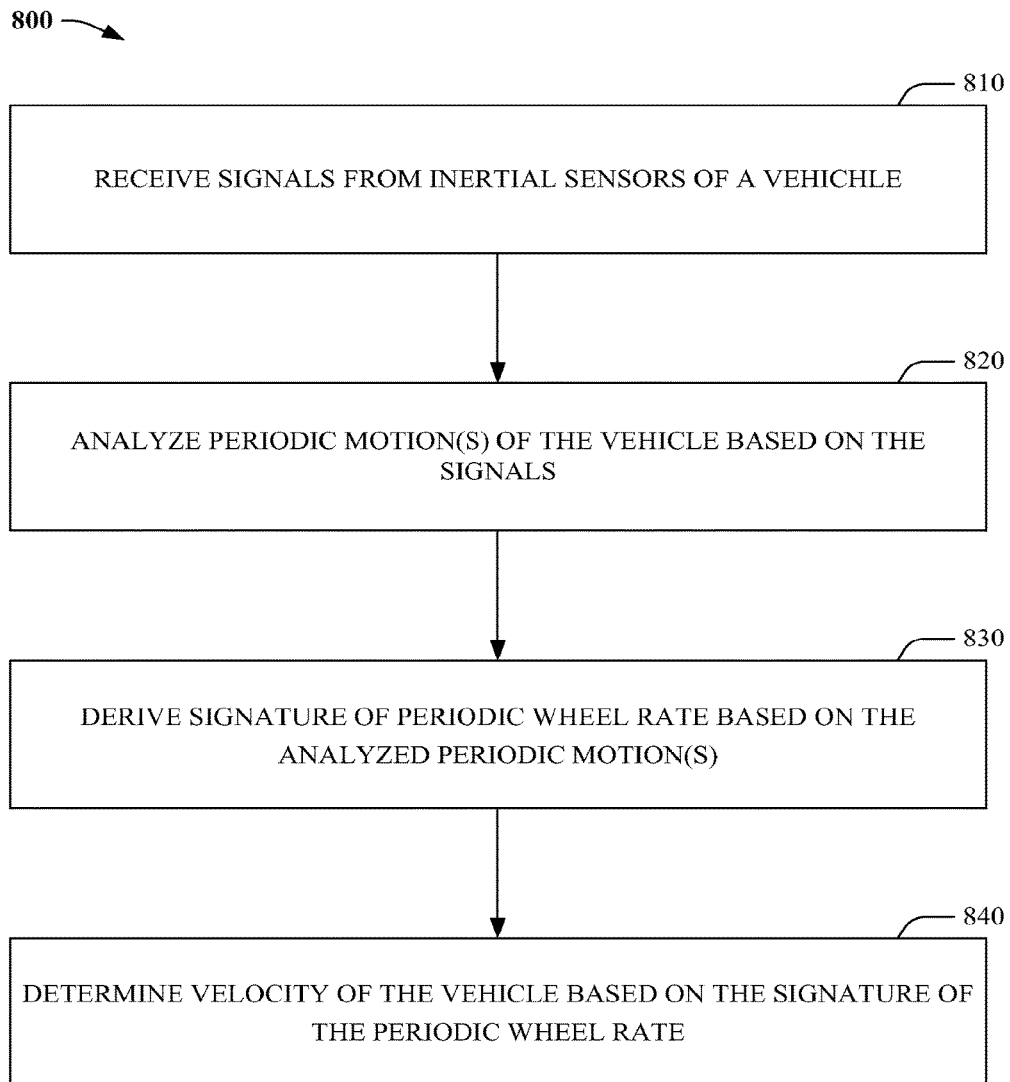 800
810
RECEIVE SIGNALS FROM INERTIAL SENSORS OF A VEHICHLE
820
ANALYZE PERIODIC MOTION(S) OF THE VEHICLE BASED ON THE
SIGNALS
830
DERIVE SIGNATURE OF PERIODIC WHEEL RATE BASED ON THE
ANALYZED PERIODIC MOTION(S)
840
DETERMINE VELOCITY OF THE VEHICLE BASED ON THE SIGNATURE OF
THE PERIODIC WHEEL RATE